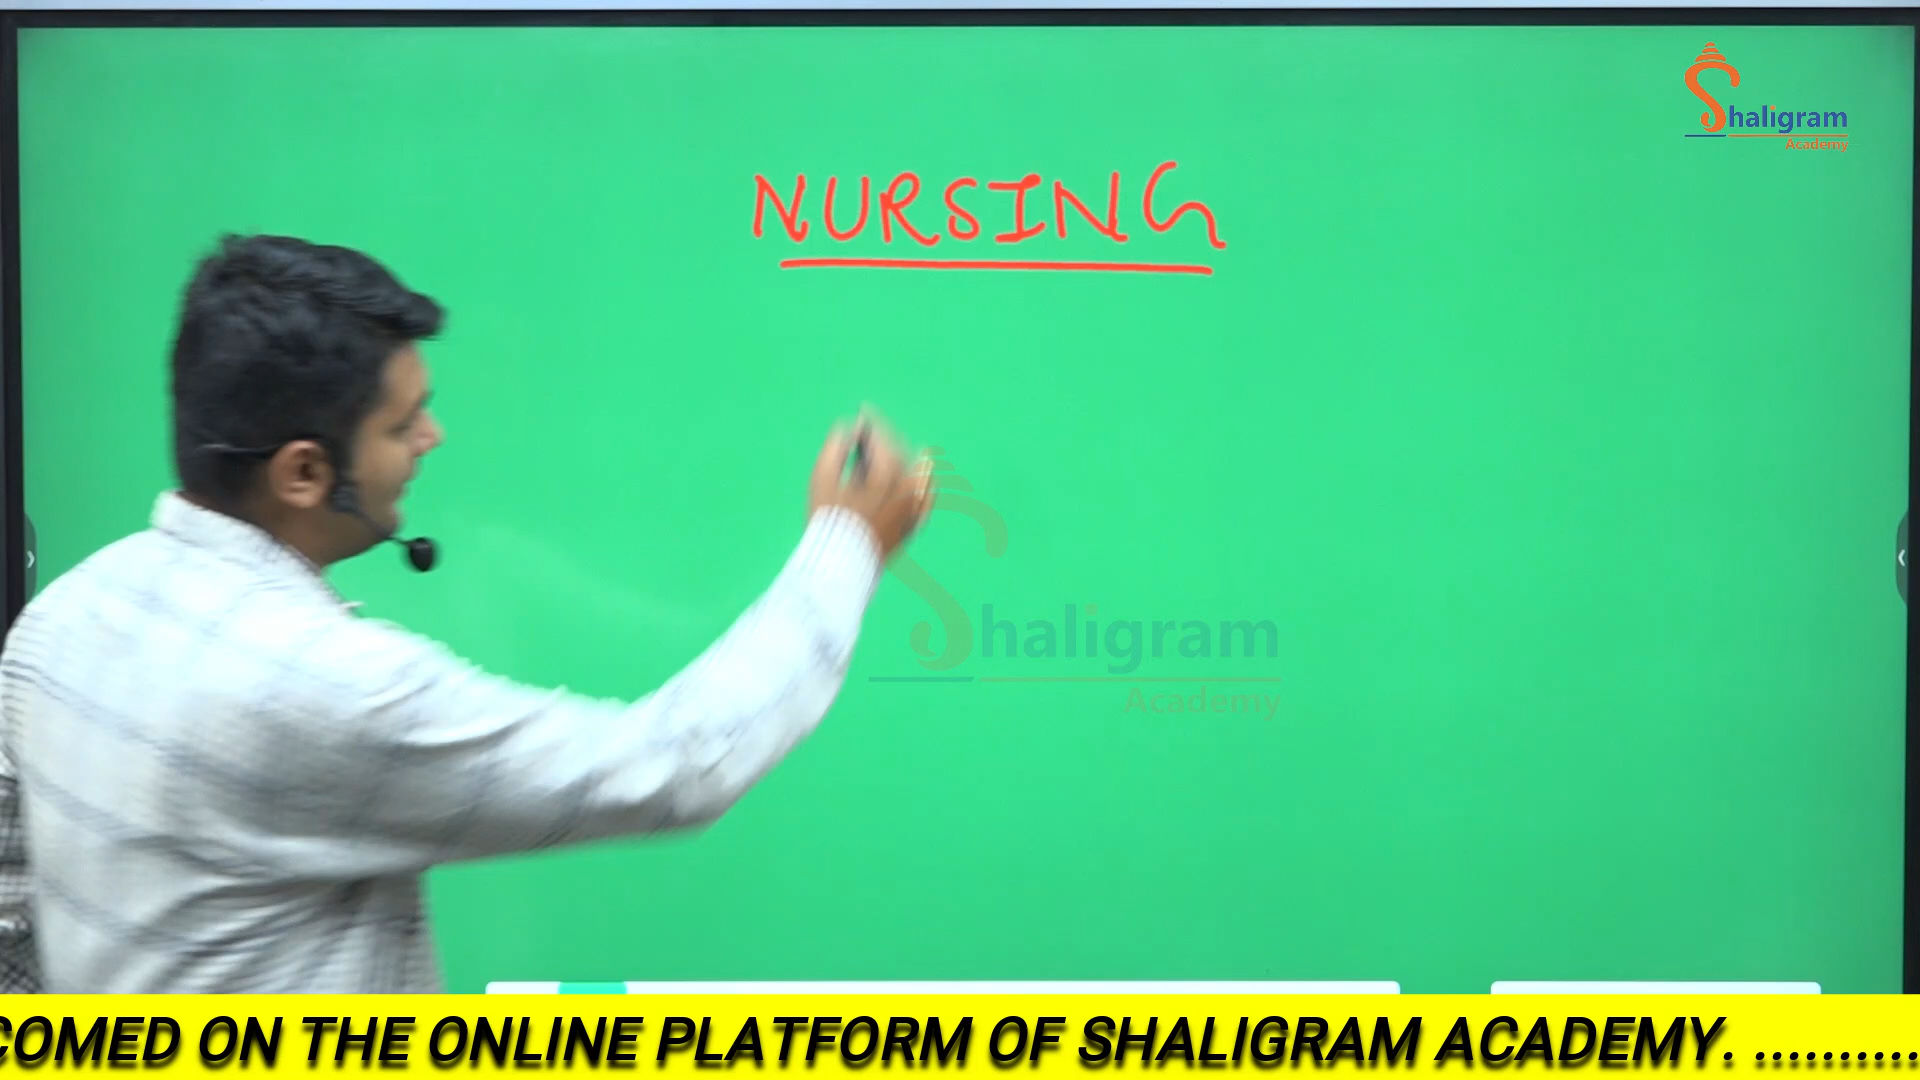 Shaligram
Academy
NURSING
Shaligram
Academy
COMED ON THE ONLINE PLATFORM OF SHALIGRAM ACADEMY. ..........